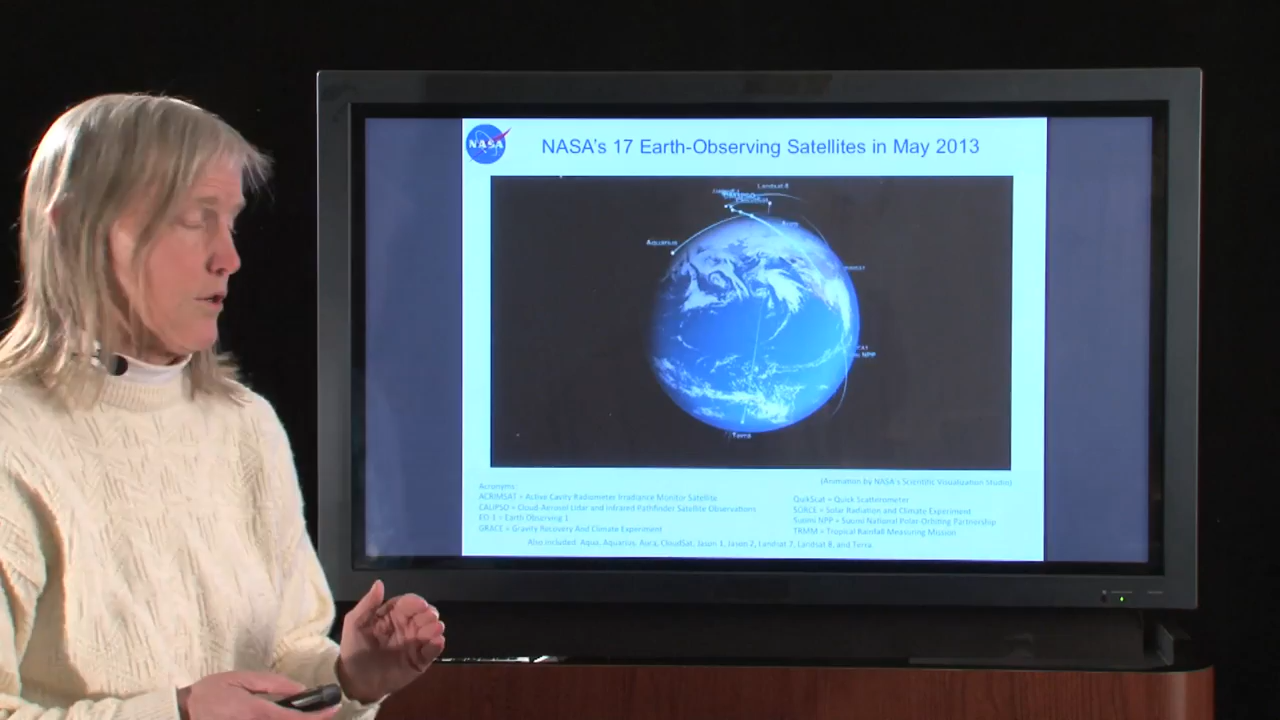 NASA
NASA's 17 Earth-Observing Satellites in May 2013
Landsat 8
Aquarius
Aura
Terra
(Animation by NASA's Scientific Visualization Studio)
Acronyms:
ACRIMSAT = Active Cavity Radiometer Irradiance Monitor Satellite
CALIPSO = Cloud-Aerosol Lidar and Infrared Pathfinder Satellite Observations
EO-1 = Earth Observing 1
GRACE = Gravity Recovery And Climate Experiment
QuikScat = Quick Scatterometer
SORCE = Solar Radiation and Climate Experiment
Suomi NPP = Suomi National Polar-Orbiting Partnership
TRMM = Tropical Rainfall Measuring Mission
Also included: Aqua, Aquarius, Aura, CloudSat, Jason 1, Jason 2, Landsat 7, Landsat 8, and Terra.